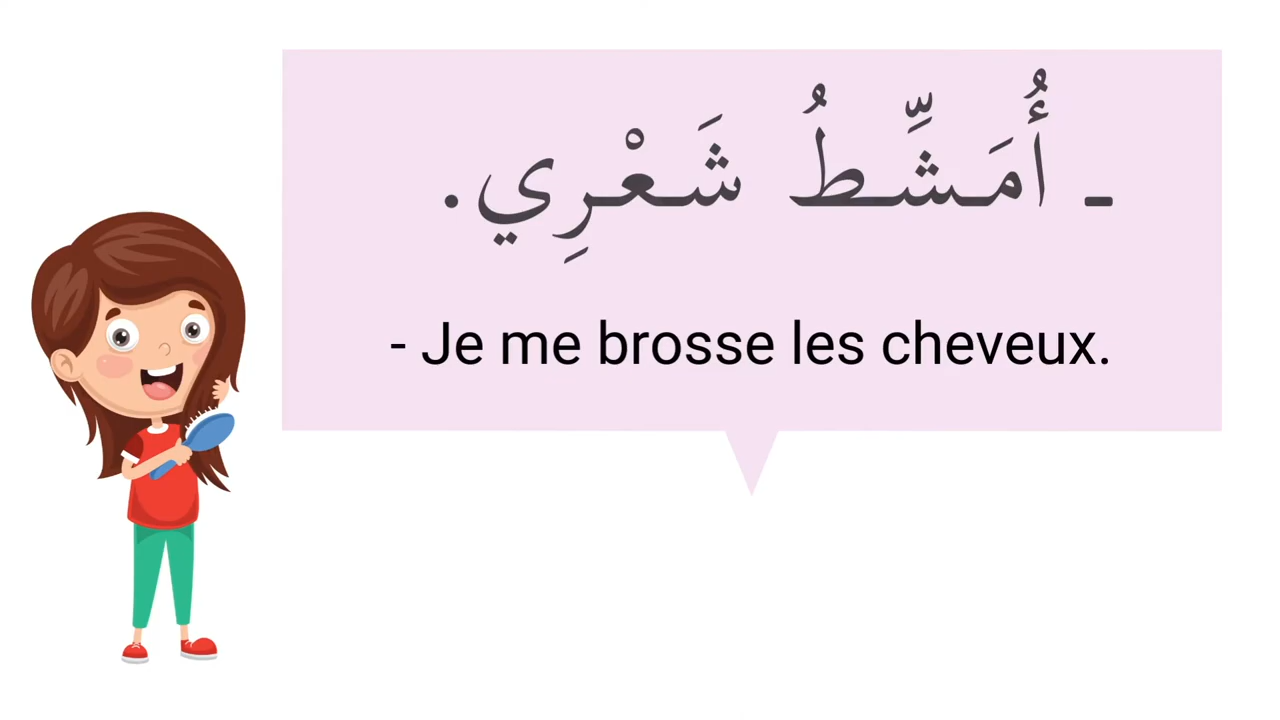 ـ أُمَشِّطُ شَعْرِي.
- Je me brosse les cheveux.